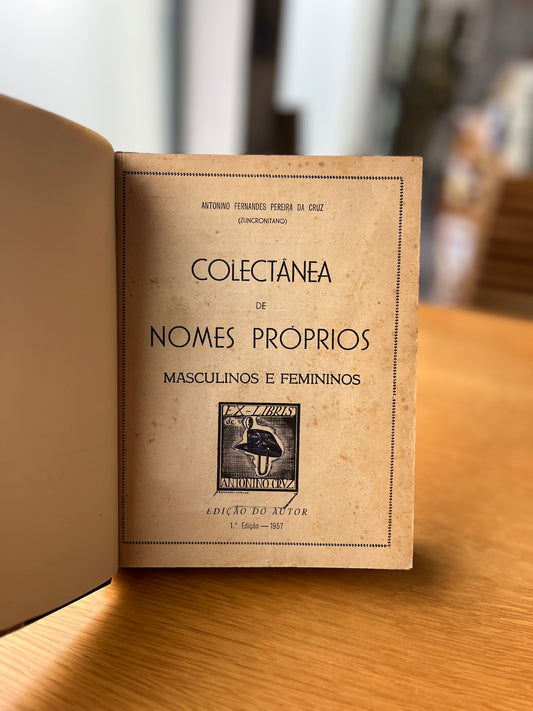 ANTONINO FERNANDES PEREIRA DA CRUZ
(ZUNCRONITANO)
COLECTÂNEA
DE
NOMES PRÓPRIOS
MASCULINOS E FEMININOS
EX-LIBRIS
de
ANTONINO CRUZ
EDIÇÃO DO AUTOR
1.ª Edição — 1957